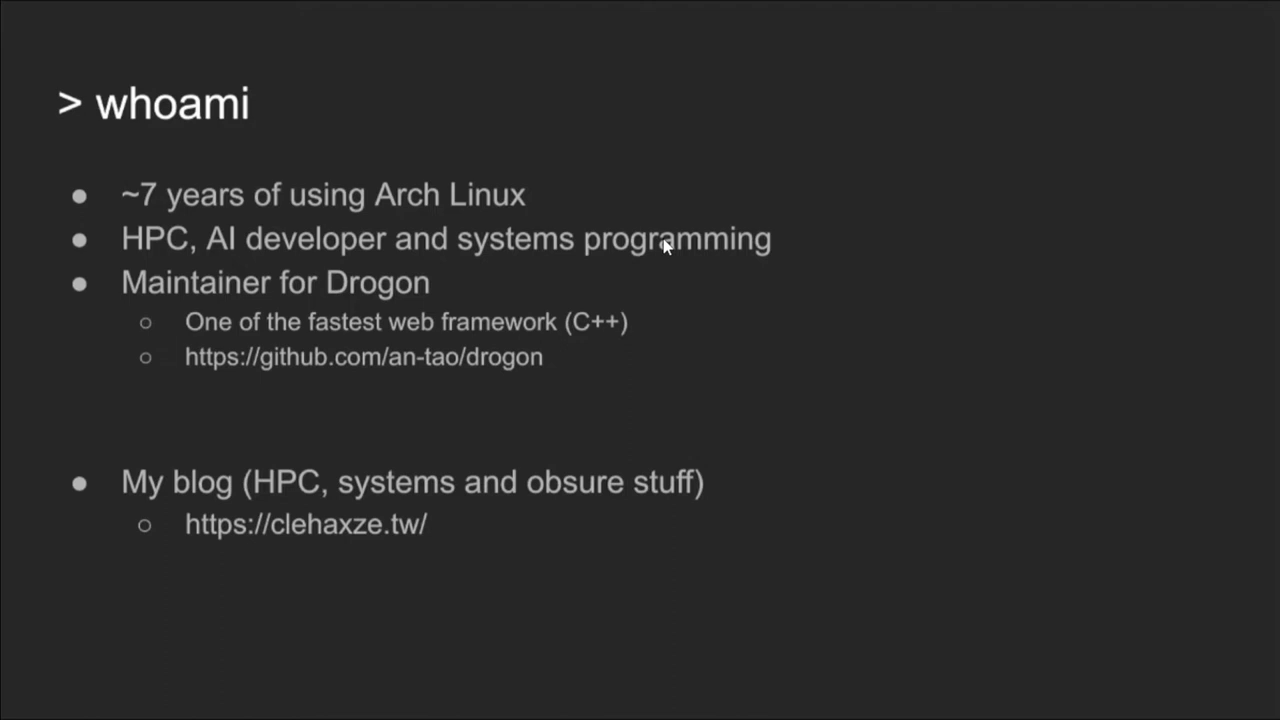 > whoami
● ~7 years of using Arch Linux
● HPC, AI developer and systems programming
● Maintainer for Drogon
○ One of the fastest web framework (C++)
○ https://github.com/an-tao/drogon
● My blog (HPC, systems and obsure stuff)
○ https://clehaxze.tw/